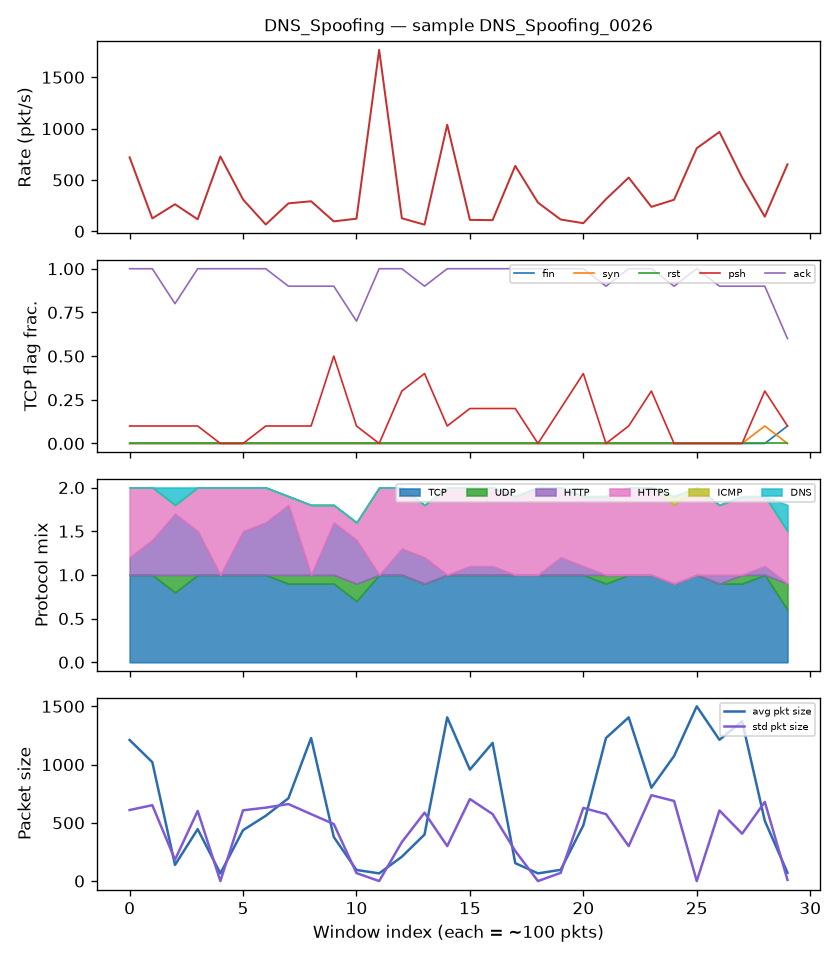 DNS_Spoofing — sample DNS_Spoofing_0026
Rate (pkt/s)
1500
1000
500
0
TCP flag frac.
1.00
0.75
0.50
0.25
0.00
fin syn rst psh ack
Protocol mix
2.0
1.5
1.0
0.5
0.0
TCP UDP HTTP HTTPS ICMP DNS
Packet size
1500
1000
500
0
avg pkt size
std pkt size
0 5 10 15 20 25 30
Window index (each = ~100 pkts)